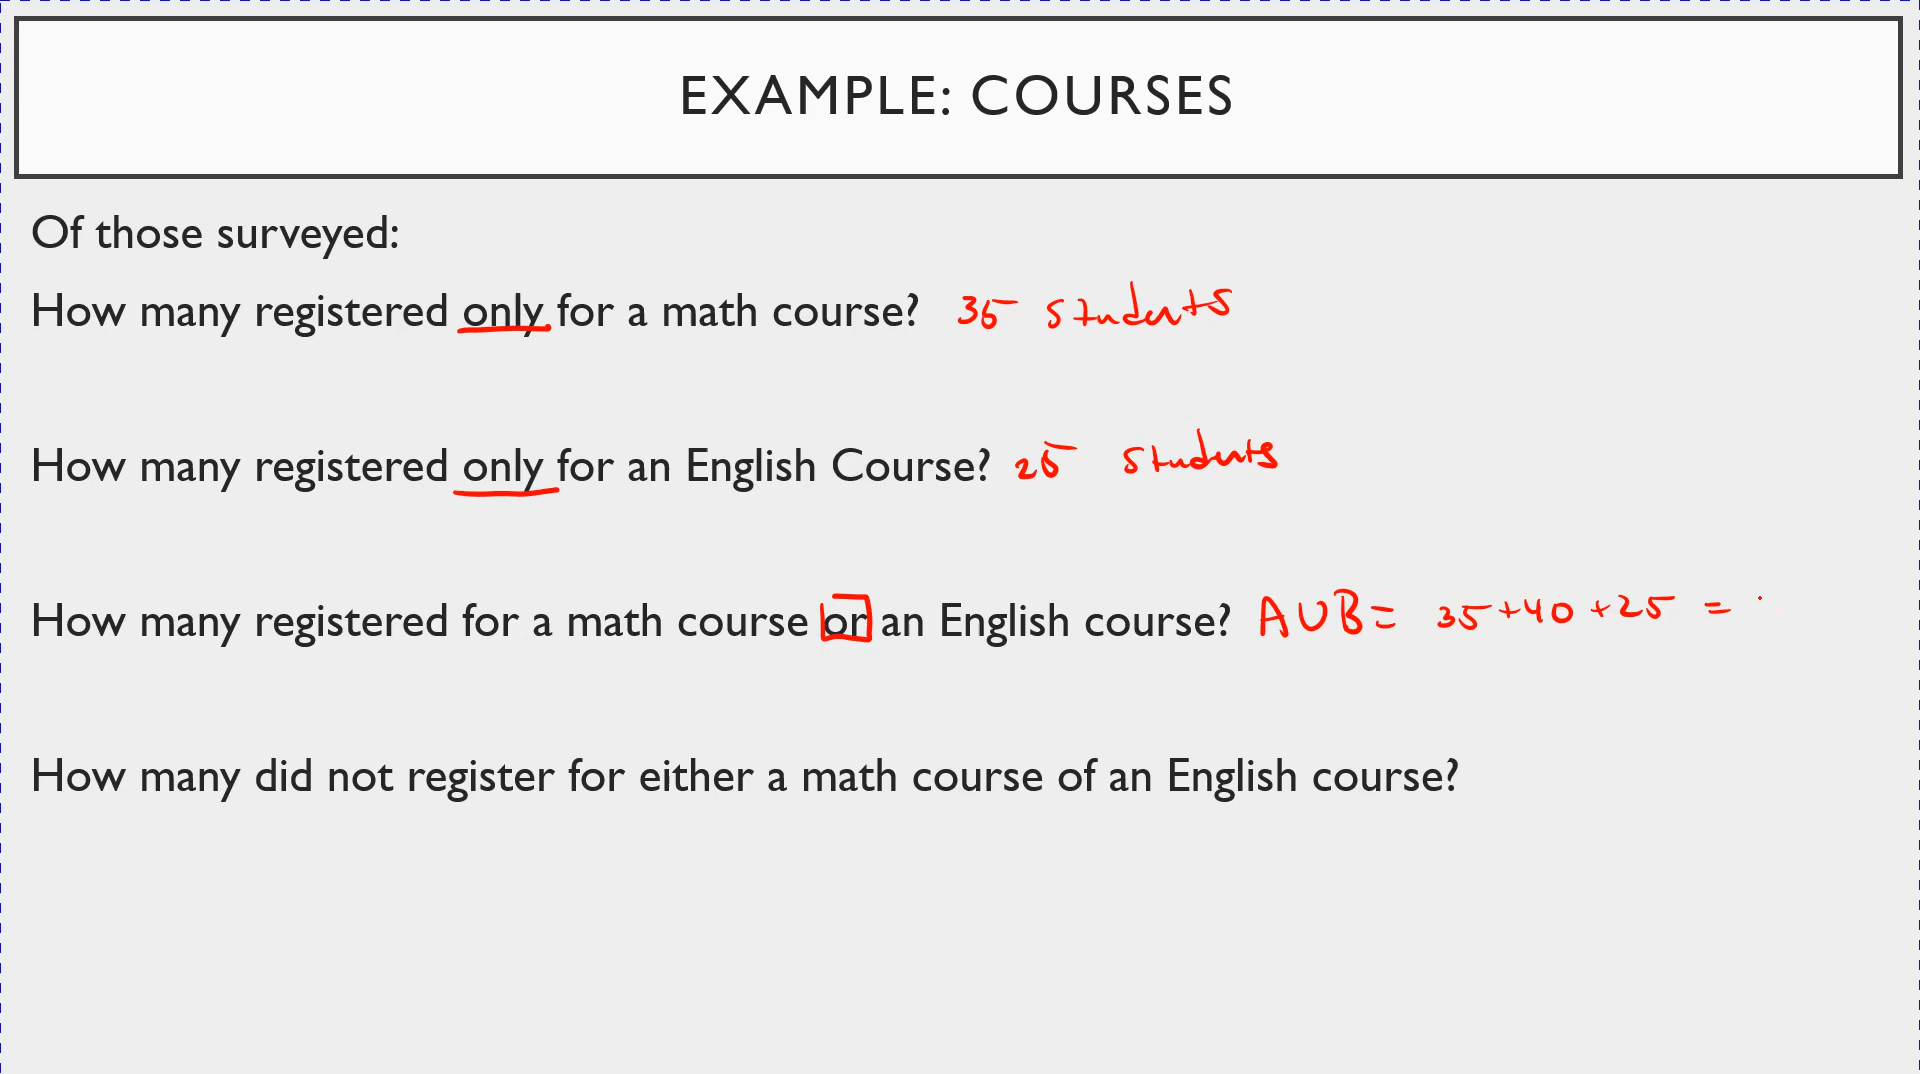 EXAMPLE: COURSES
Of those surveyed:
How many registered only for a math course? 35 students
How many registered only for an English Course? 25 students
How many registered for a math course or an English course? A∪B = 35+40+25 =
How many did not register for either a math course of an English course?